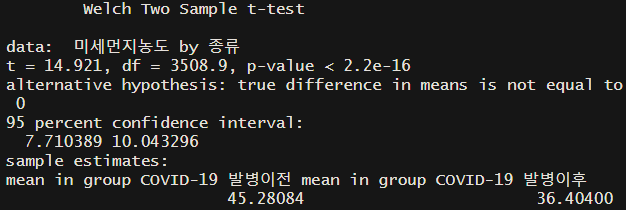 Welch Two Sample t-test
data:  미세먼지농도 by 종류
t = 14.921, df = 3508.9, p-value < 2.2e-16
alternative hypothesis: true difference in means is not equal to
 0
95 percent confidence interval:
  7.710389 10.043296
sample estimates:
mean in group COVID-19 발병이전 mean in group COVID-19 발병이후
45.28084 36.40400